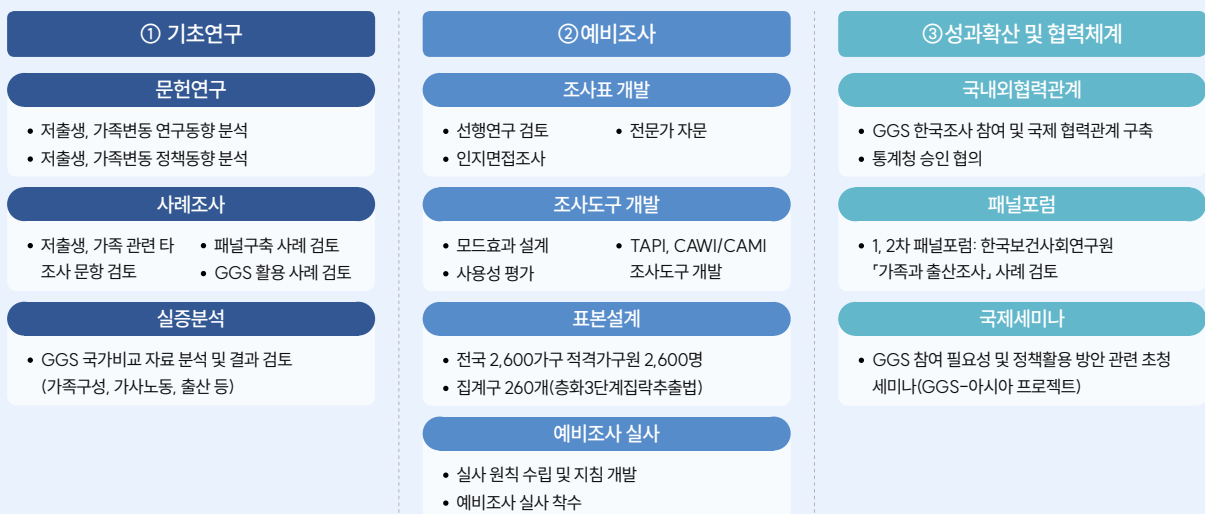 ① 기초연구
문헌연구
• 저출생, 가족변동 연구동향 분석
• 저출생, 가족변동 정책동향 분석
사례조사
• 저출생, 가족 관련 타
조사 문항 검토
• 패널구축 사례 검토
• GGS 활용 사례 검토
실증분석
• GGS 국가비교 자료 분석 및 결과 검토
(가족구성, 가사노동, 출산 등)
②예비조사
조사표 개발
• 선행연구 검토
• 인지면접조사
• 전문가 자문
조사도구 개발
• 모드효과 설계
• 사용성 평가
• TAPI, CAWI/CAMI
조사도구 개발
표본설계
• 전국 2,600가구 적격가구원 2,600명
• 집계구 260개(층화3단계집락추출법)
예비조사 실사
• 실사 원칙 수립 및 지침 개발
• 예비조사 실사 착수
③성과확산 및 협력체계
국내외협력관계
• GGS 한국조사 참여 및 국제 협력관계 구축
• 통계청 승인 협의
패널포럼
• 1, 2차 패널포럼: 한국보건사회연구원
「가족과 출산조사」 사례 검토
국제세미나
• GGS 참여 필요성 및 정책활용 방안 관련 초청
세미나(GGS-아시아 프로젝트)